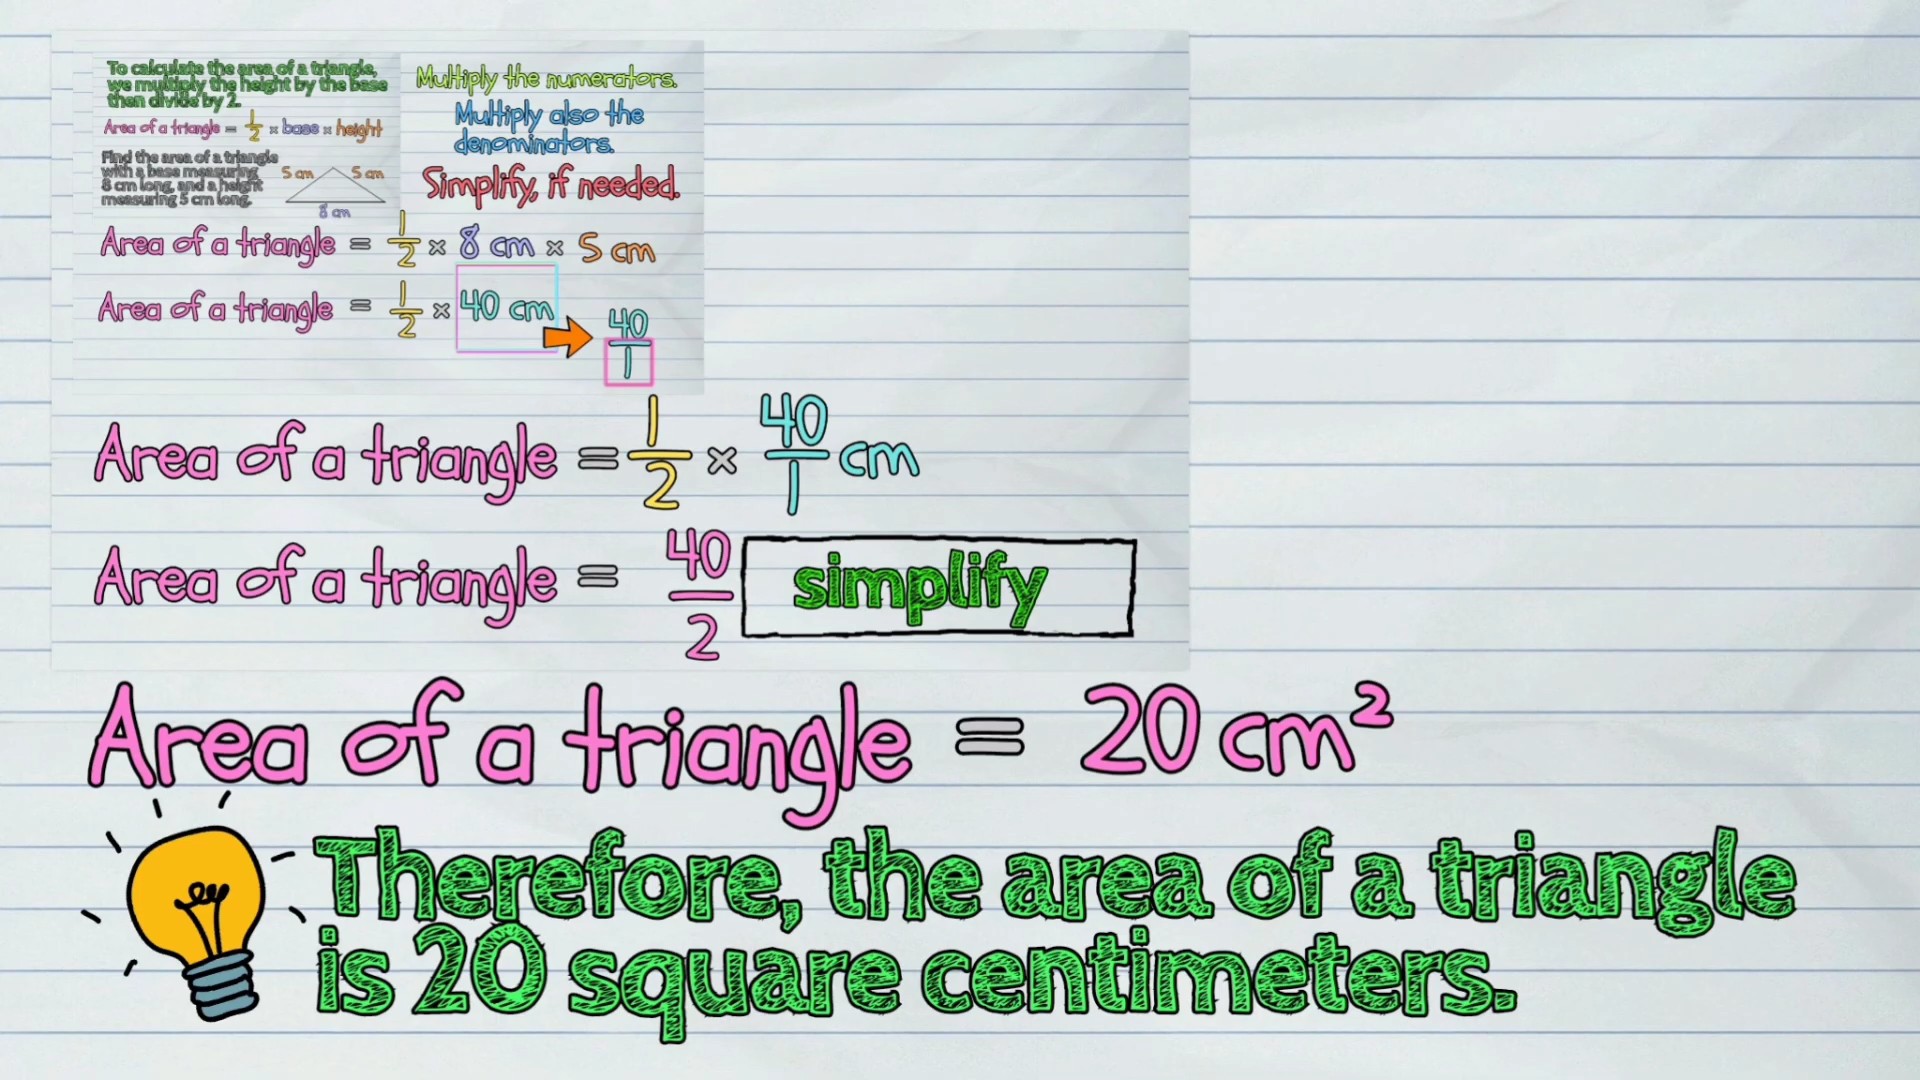 To calculate the area of a triangle,
we multiply the height by the base
then divide by 2.
Area of a triangle = 1/2 × base × height
Find the area of a triangle
with a base measuring
8 cm long, and a height
measuring 5 cm long.
5 cm 5 cm
8 cm
Multiply the numerators.
Multiply also the
denominators.
Simplify, if needed.
Area of a triangle = 1/2 × 8 cm × 5 cm
Area of a triangle = 1/2 × 40 cm
40/1
Area of a triangle = 1/2 × 40/1 cm
Area of a triangle = 40/2 simplify
Area of a triangle = 20 cm²
Therefore, the area of a triangle
is 20 square centimeters.